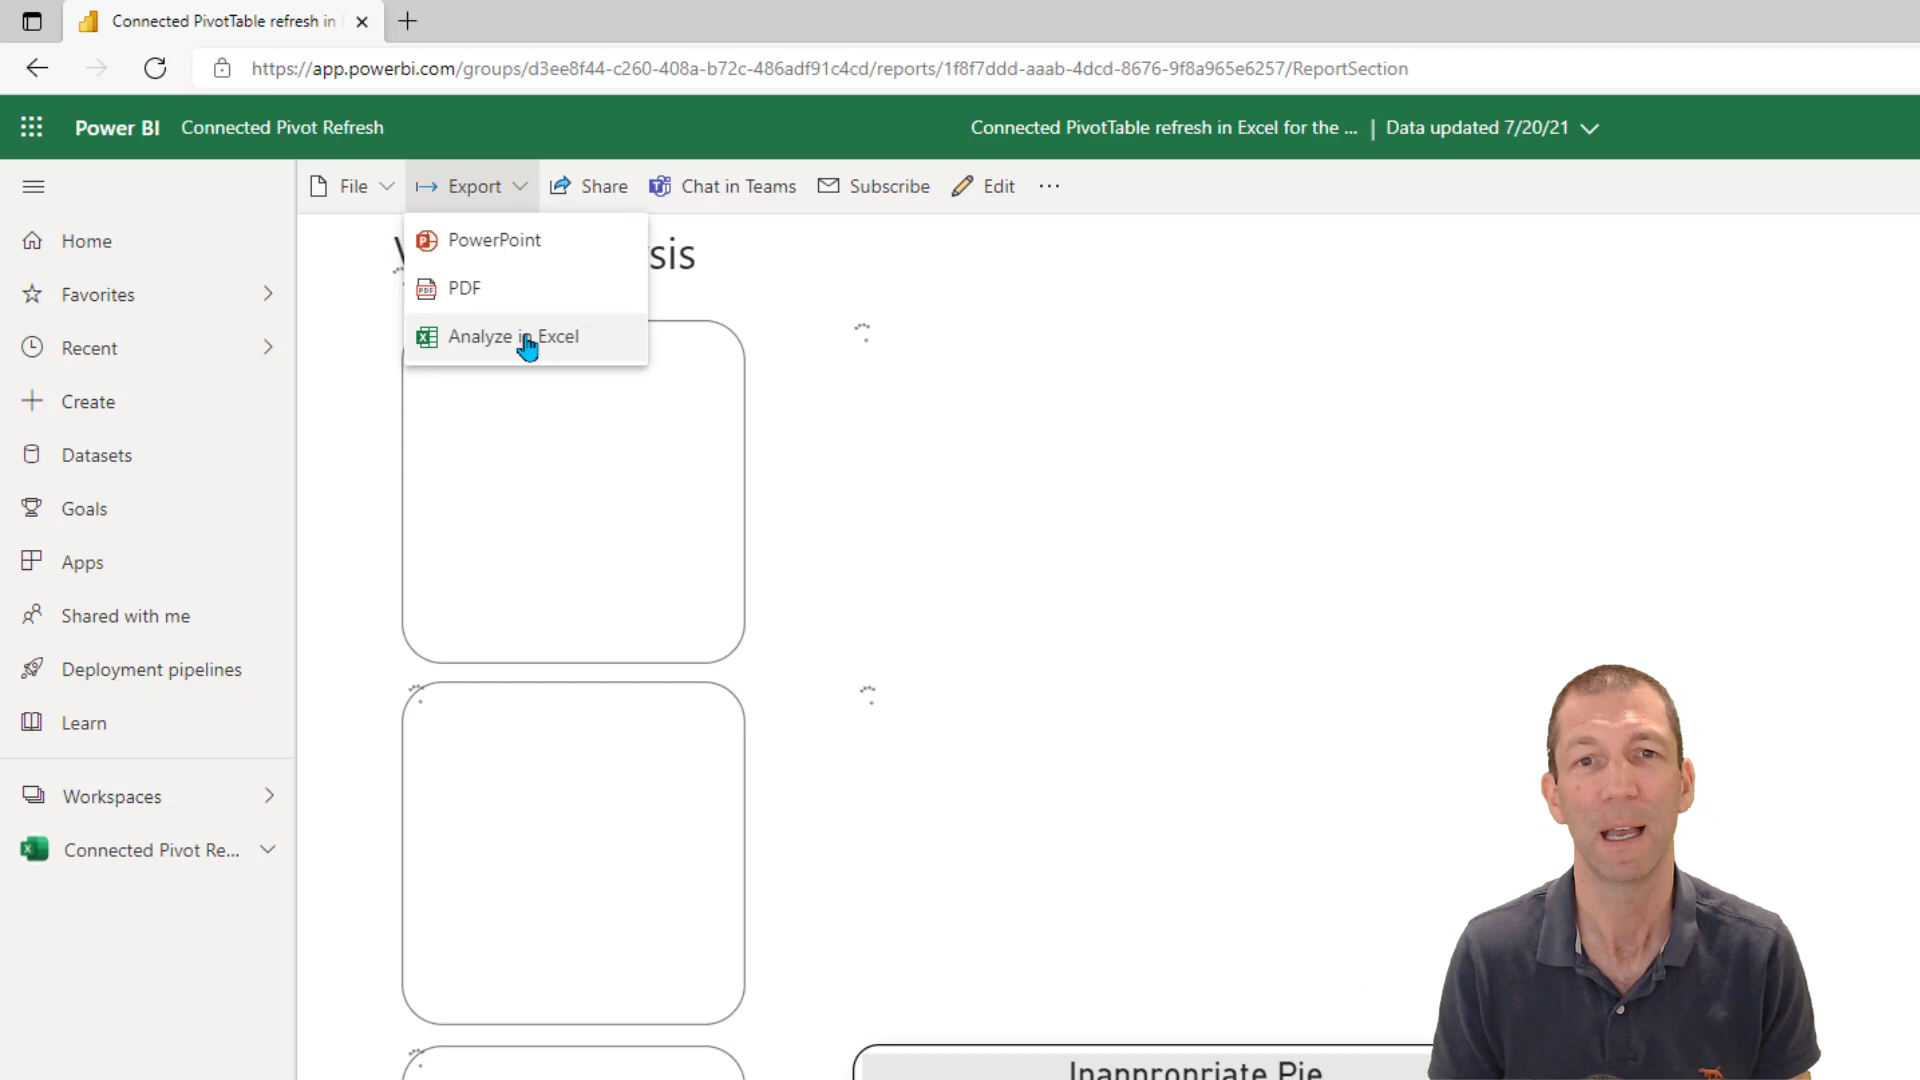 Connected PivotTable refresh in
https://app.powerbi.com/groups/d3ee8f44-c260-408a-b72c-486adf91c4cd/reports/1f8f7ddd-aaab-4dcd-8676-9f8a965e6257/ReportSection
Power BI Connected Pivot Refresh Connected PivotTable refresh in Excel for the ... | Data updated 7/20/21
File Export Share Chat in Teams Subscribe Edit ...
PowerPoint
PDF
Analyze in Excel
sis
Home
Favorites
Recent
Create
Datasets
Goals
Apps
Shared with me
Deployment pipelines
Learn
Workspaces
Connected Pivot Re...
Inappropriate Pie